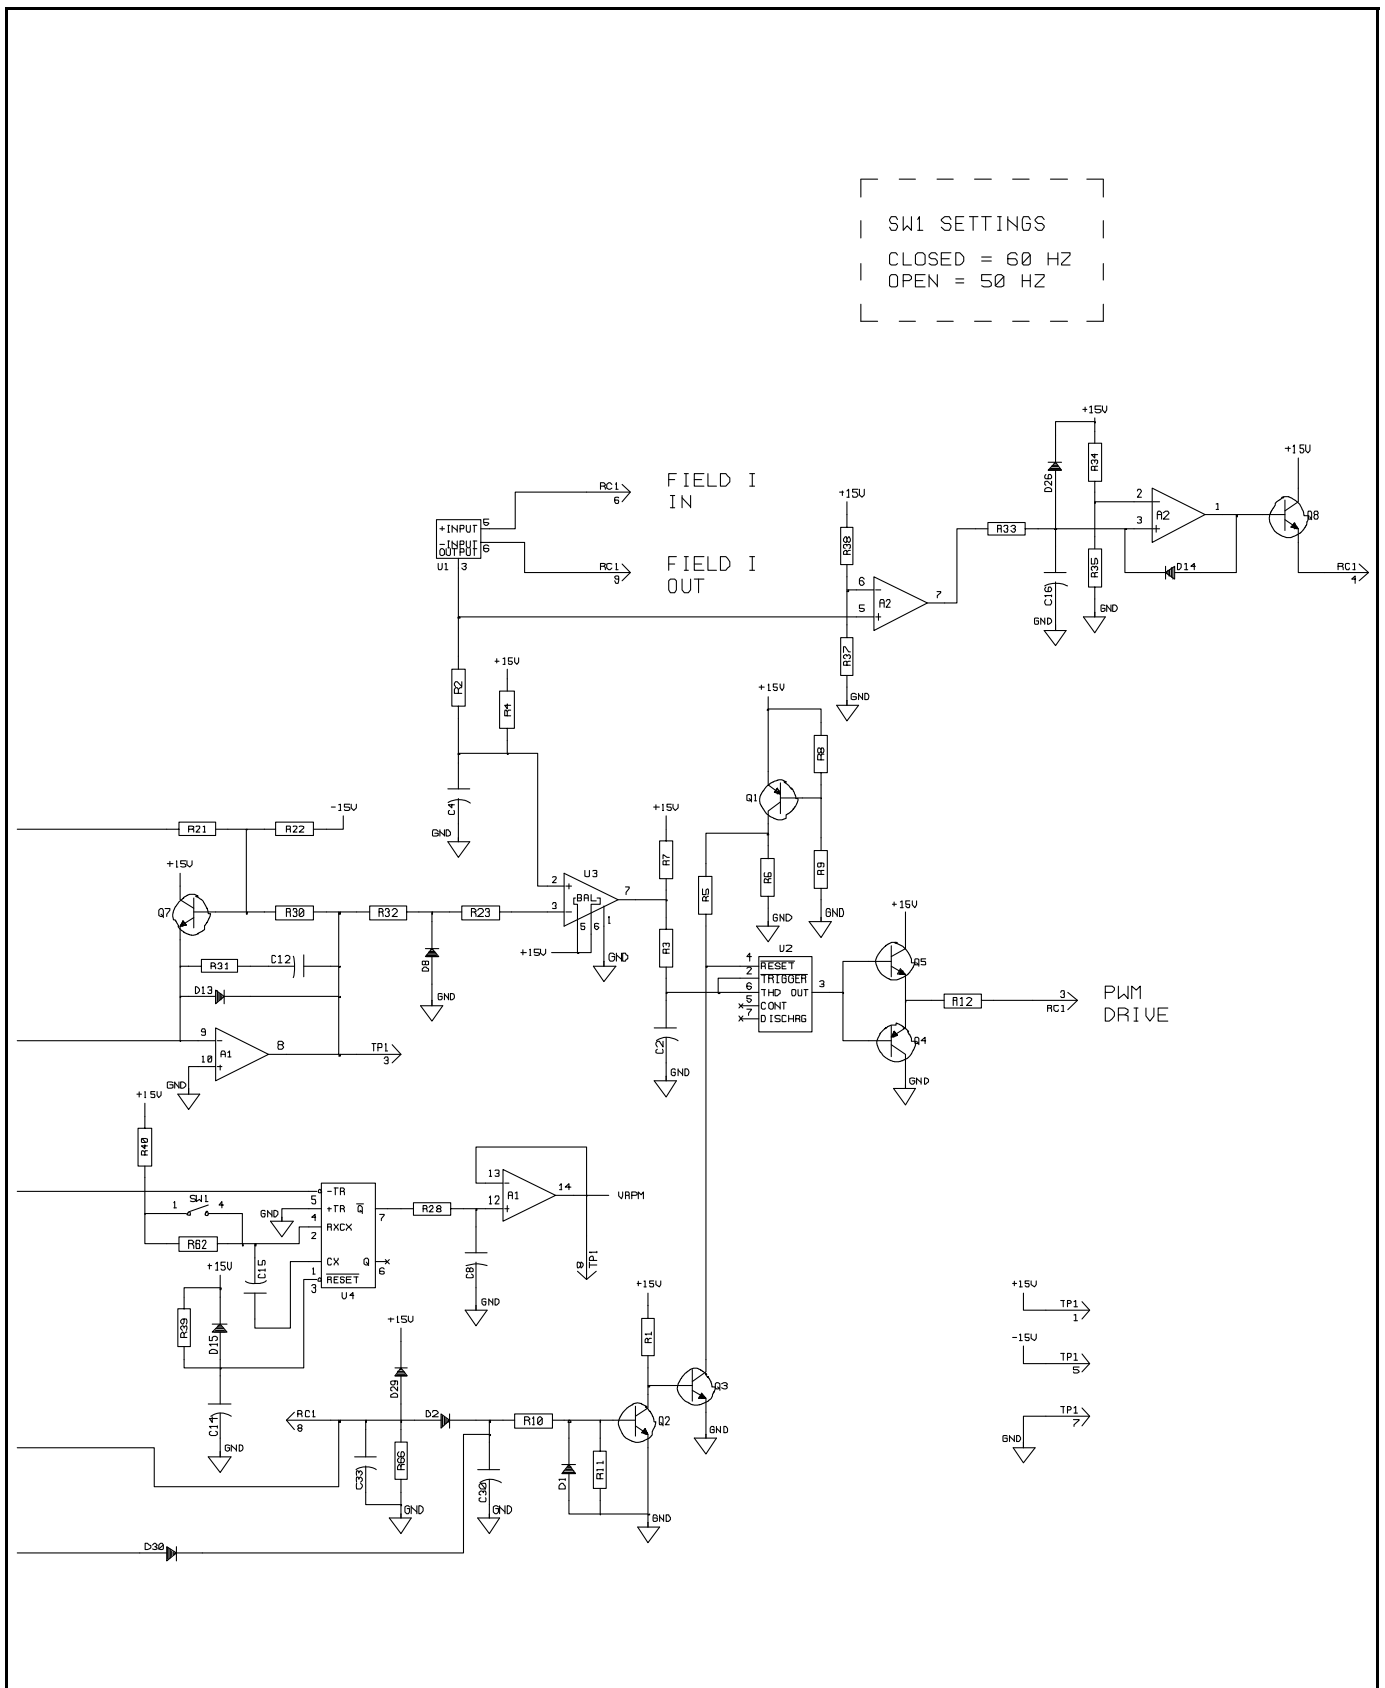 SW1 SETTINGS
CLOSED = 60 HZ
OPEN = 50 HZ
+15V
R34
D26
2
3
A2
1
+15V
Q8
R33
D14
RC1
4
R35
C16
GND
GND
FIELD I
IN
RC1
6
+INPUT
5
-INPUT
OUTPUT
6
U1
3
RC1
9
FIELD I
OUT
+15V
R38
6
5
A2
7
R37
GND
R2
+15V
R4
C4
GND
+15V
R8
Q1
R6
R9
GND
GND
-15V
R21
R22
+15V
Q7
R30
R32
R23
R31
C12
D13
D8
GND
9
10
A1
8
TP1
3
GND
U3
2
3
BAL
7
5
6
1
+15V
GND
+15V
R7
R3
R5
C2
GND
U2
4
RESET
2
TRIGGER
6
THD OUT
3
5
CONT
7
DISCHRG
+15V
Q5
Q4
R12
3
RC1
GND
PWM
DRIVE
+15V
R40
1
SW1
4
R62
GND
-TR
5
+TR
Q
7
4
RXCX
2
CX
Q
6
1
RESET
3
U4
C15
+15V
R39
D15
C14
GND
R28
C8
GND
13
12
A1
14
VRPM
TP1
8
+15V
R1
Q3
GND
+15V
D29
RC1
8
D2
R10
Q2
C33
R66
GND
C30
GND
D1
R11
GND
D30
+15V
TP1
1
-15V
TP1
5
TP1
7
GND